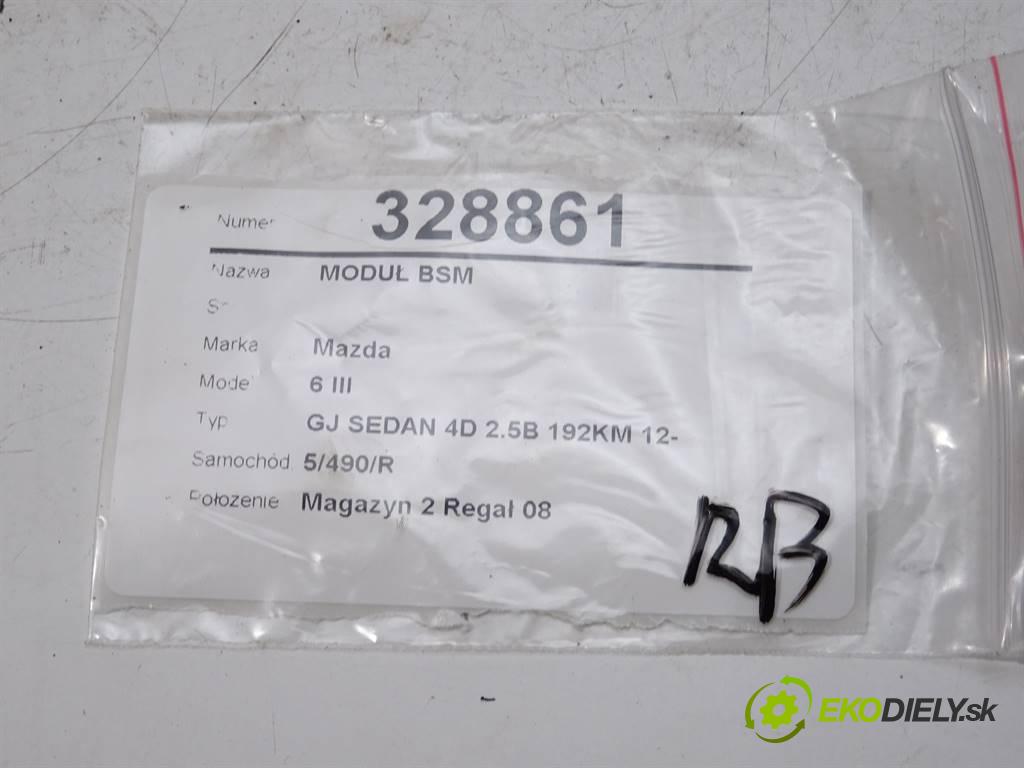 Numer 328861
Nazwa MODUŁ BSM
Marka Mazda
Model 6 III
Typ GJ SEDAN 4D 2.5B 192KM 12-
Samochód 5/490/R
Położenie Magazyn 2 Regał 08
RB
EKODIELY.sk